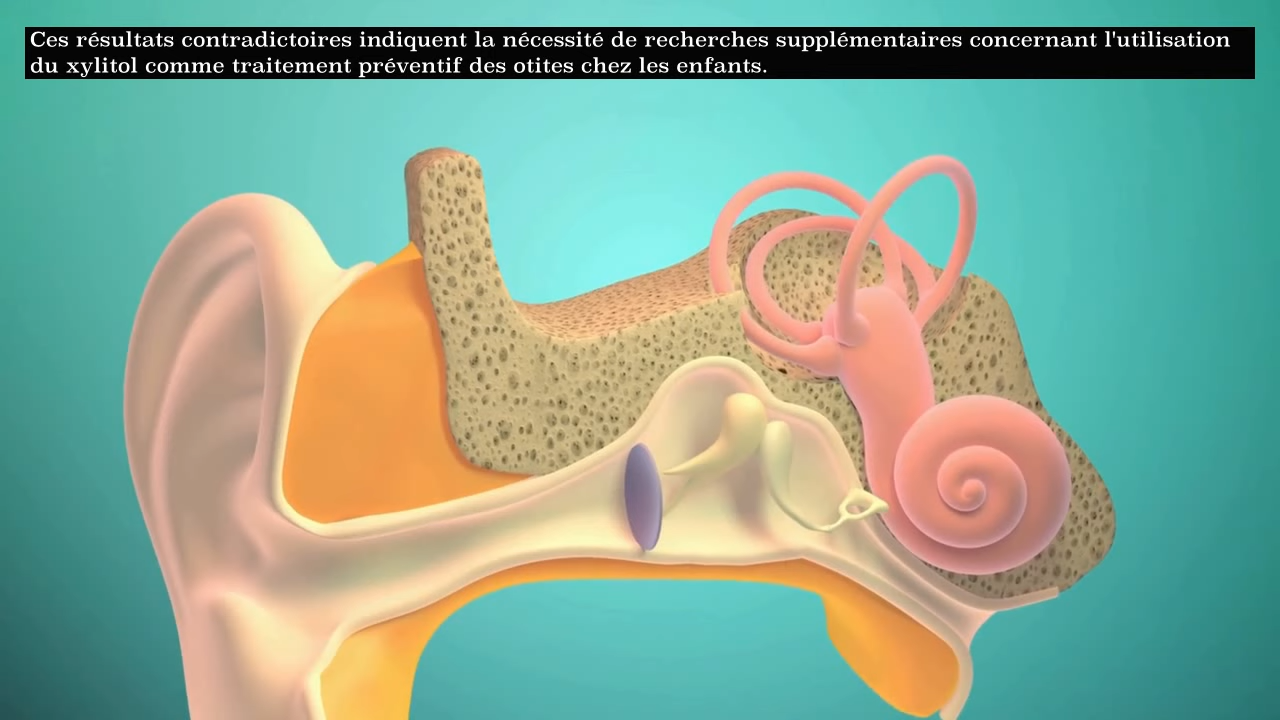 Ces résultats contradictoires indiquent la nécessité de recherches supplémentaires concernant l'utilisation
du xylitol comme traitement préventif des otites chez les enfants.